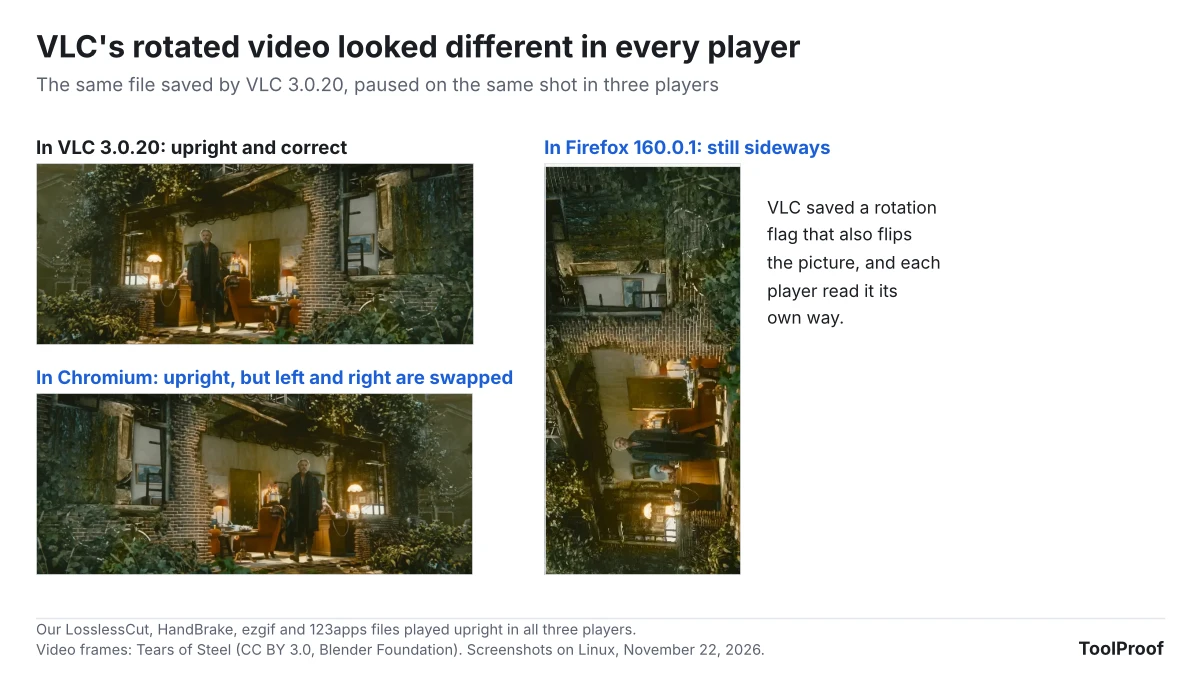 VLC's rotated video looked different in every player
The same file saved by VLC 3.0.20, paused on the same shot in three players
In VLC 3.0.20: upright and correct
In Chromium: upright, but left and right are swapped
In Firefox 160.0.1: still sideways
VLC saved a rotation
flag that also flips
the picture, and each
player read it its
own way.
Our LosslessCut, HandBrake, ezgif and 123apps files played upright in all three players.
Video frames: Tears of Steel (CC BY 3.0, Blender Foundation). Screenshots on Linux, November 22, 2026.
ToolProof